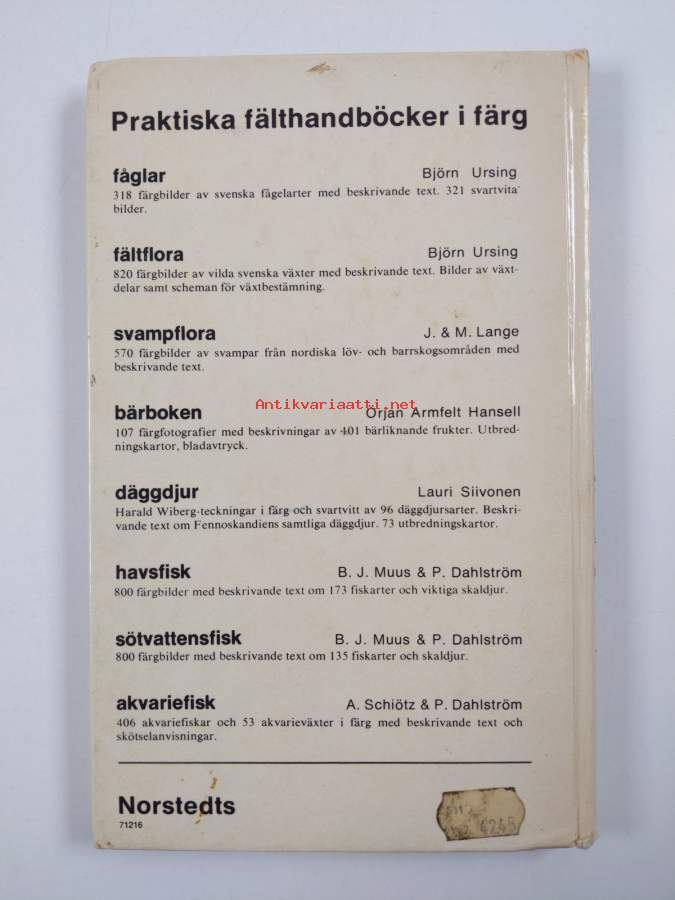 Praktiska fälthandböcker i färg
fåglar Björn Ursing
318 färgbilder av svenska fågelarter med beskrivande text. 321 svartvita
bilder.
fältflora Björn Ursing
820 färgbilder av vilda svenska växter med beskrivande text. Bilder av växt-
delar samt scheman för växtbestämning.
svampflora J. & M. Lange
570 färgbilder av svampar från nordiska löv- och barrskogsområden med
beskrivande text.
Antikvariaatti.net
bärboken Örjan Armfelt Hansell
107 färgfotografier med beskrivningar av 101 bärliknande frukter. Utbred-
ningskartor, bladavtryck.
däggdjur Lauri Siivonen
Harald Wiberg-teckningar i färg och svartvitt av 96 däggdjursarter. Beskri-
vande text om Fennoskandiens samtliga däggdjur. 73 utbredningskartor.
havsfisk B. J. Muus & P. Dahlström
800 färgbilder med beskrivande text om 173 fiskarter och viktiga skaldjur.
sötvattensfisk B. J. Muus & P. Dahlström
800 färgbilder med beskrivande text om 135 fiskarter och skaldjur.
akvariefisk A. Schiötz & P. Dahlström
406 akvariefiskar och 53 akvarieväxter i färg med beskrivande text och
skötselanvisningar.
Norstedts
71216